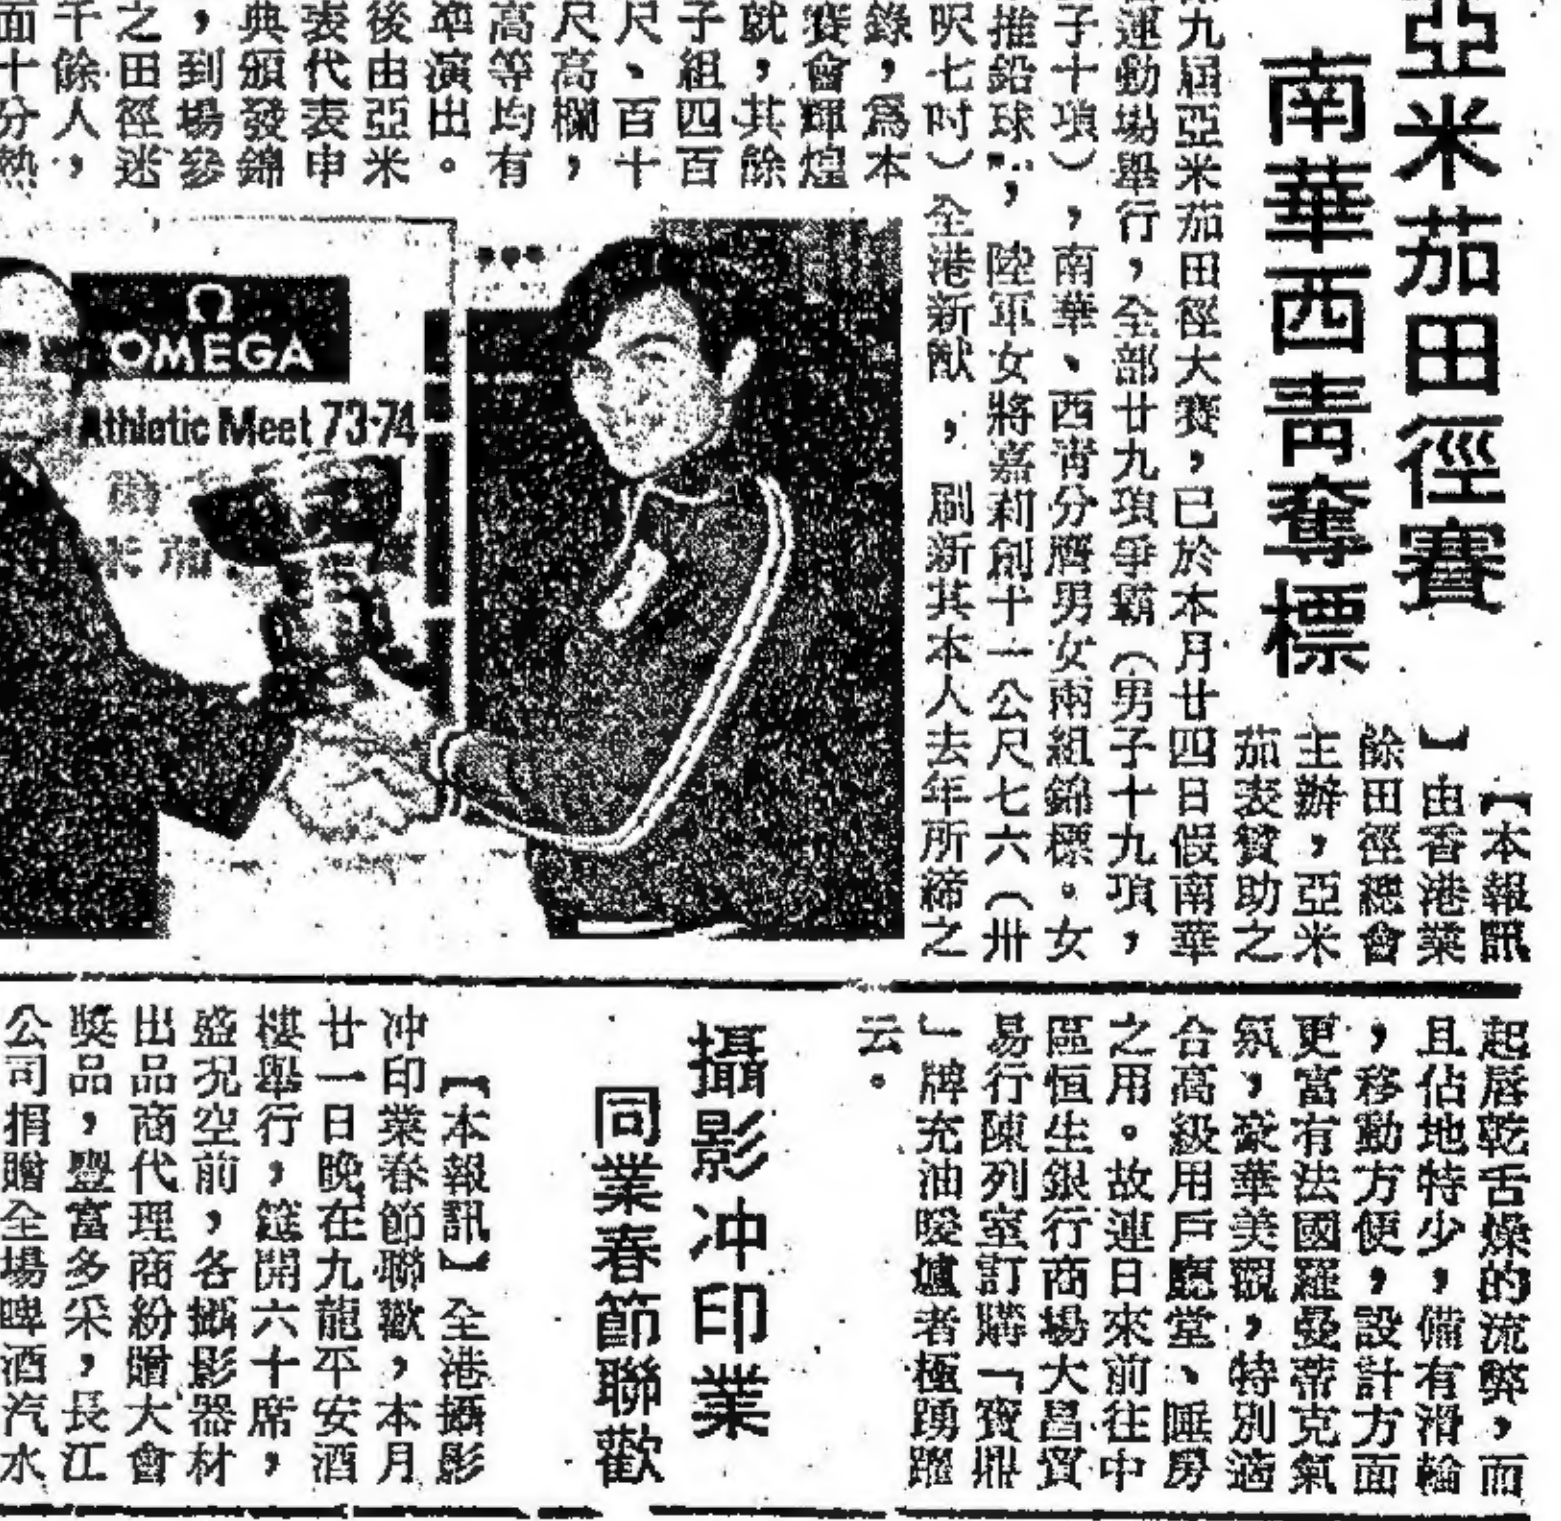 亞米茄田徑賽
南華西青奪標
【本報訊
】由香港業
餘田徑總會
主辦，亞米
茄表贊助之
九屆亞米茄田徑大賽，已於本月廿四日假南華
運動場舉行，全部廿九項爭霸（男子十九項，
子十項），南華、西青分膺男女兩組錦標。女
推鉛球，陸軍女將嘉莉創十一公尺七六（卅
呎七吋）全港新猷，刷新其本人去年所締之
錄，為本
賽會輝煌
就，其餘
子組四百
尺、百十
尺高欄，
高等均有
準演出。
後由亞米
表代表申
典頒發錦
，到場參
之田徑迷
千餘人，
面十分熱
Ω
OMEGA
Athletic Meet 73-74
起唇乾舌燥的流弊，而
且佔地特少，備有滑輪
，移動方便，設計方面
更富有法國羅曼蒂克氣
氛，豪華美觀，特別適
合高級用戶廳堂、睡房
之用。故連日來前往中
區恒生銀行商場大昌貿
易行陳列室訂購「寶鼎
」牌充油暖爐者極踴躍
云。
攝影冲印業
同業春節聯歡
【本報訊】全港攝影
冲印業春節聯歡，本月
廿一日晚在九龍平安酒
樓舉行，筵開六十席，
盛況空前，各攝影器材
出品商代理商紛贈大會
獎品，豐富多采，長江
公司捐贈全場啤酒汽水